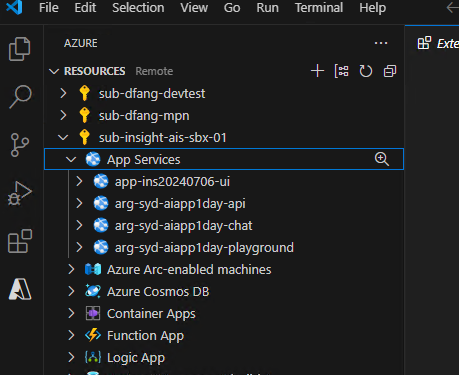 File Edit Selection View Go Run Terminal Help
AZURE
Exte
RESOURCES Remote
sub-dfang-devtest
sub-dfang-mpn
sub-insight-ais-sbx-01
App Services
app-ins20240706-ui
arg-syd-aiapp1day-api
arg-syd-aiapp1day-chat
arg-syd-aiapp1day-playground
Azure Arc-enabled machines
Azure Cosmos DB
Container Apps
Function App
Logic App